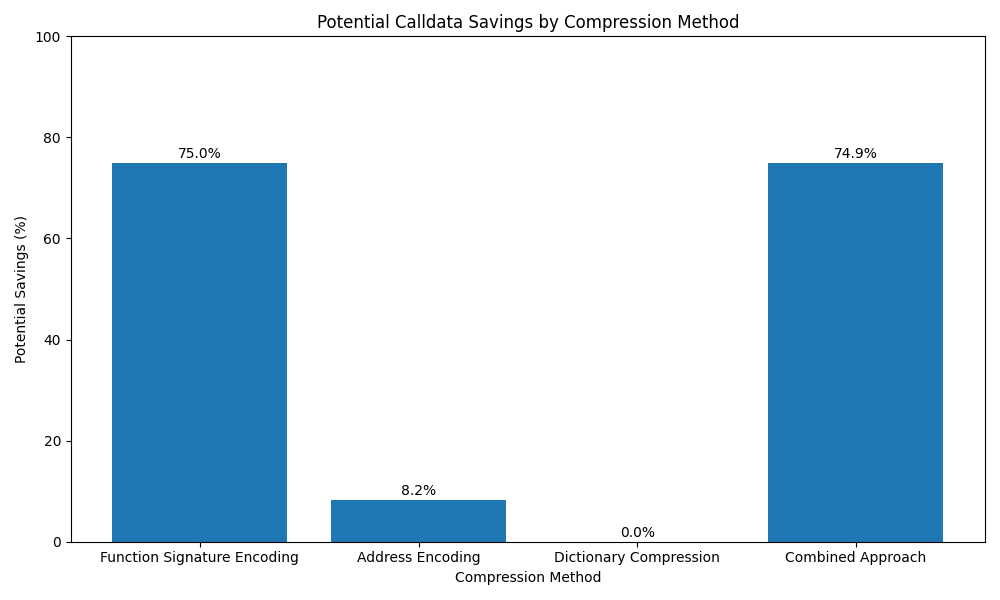 Potential Calldata Savings by Compression Method
100
80
60
40
20
0
Potential Savings (%)
75.0%
8.2%
0.0%
74.9%
Function Signature Encoding
Address Encoding
Dictionary Compression
Combined Approach
Compression Method